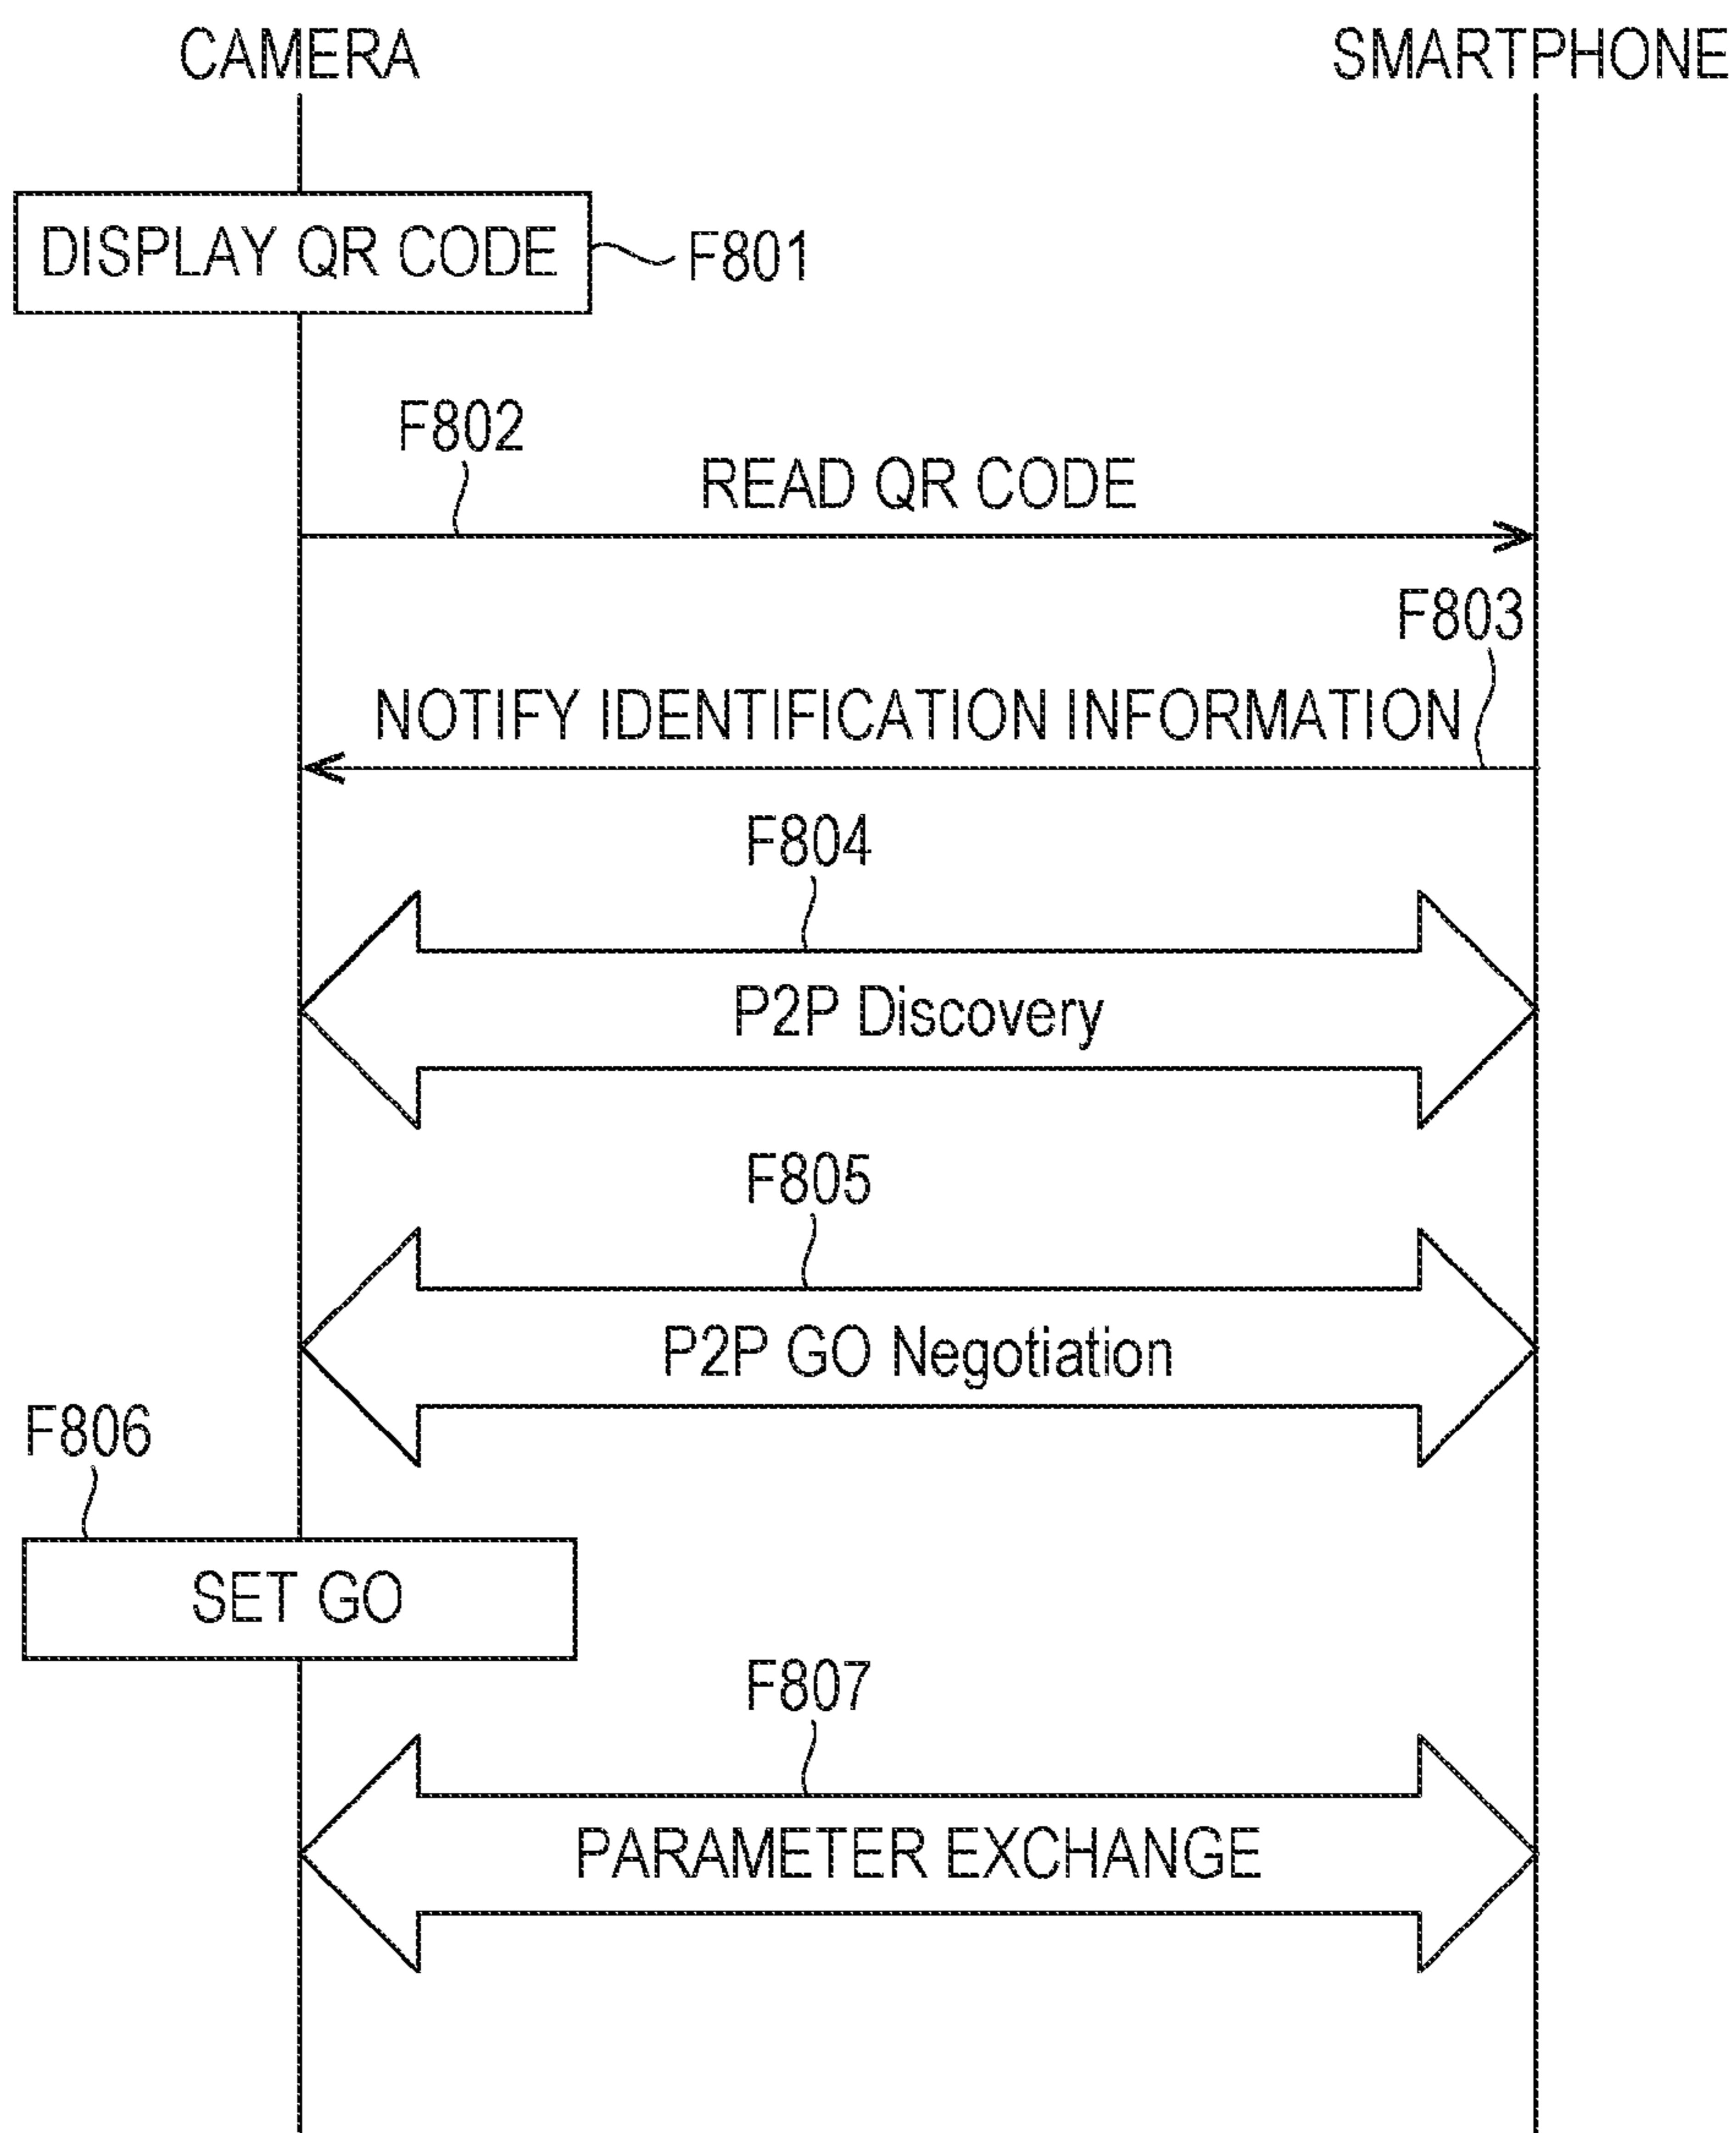 CAMERA
SMARTPHONE
DISPLAY QR CODE
F801
F802
READ QR CODE
F803
NOTIFY IDENTIFICATION INFORMATION
F804
P2P Discovery
F805
P2P GO Negotiation
F806
SET GO
F807
PARAMETER EXCHANGE